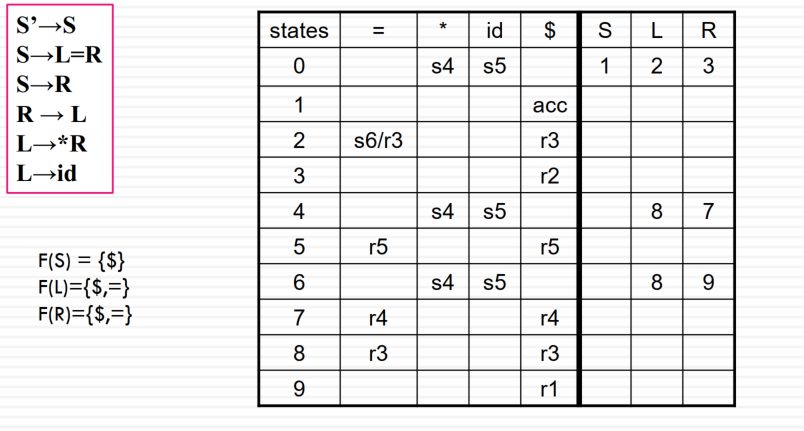 S’→S
S→L=R
S→R
R → L
L→*R
L→id
F(S) = {$}
F(L)={$,=}
F(R)={$,=}
states = * id $ S L R
0 s4 s5 1 2 3
1 acc
2 s6/r3 r3
3 r2
4 s4 s5 8 7
5 r5 r5
6 s4 s5 8 9
7 r4 r4
8 r3 r3
9 r1